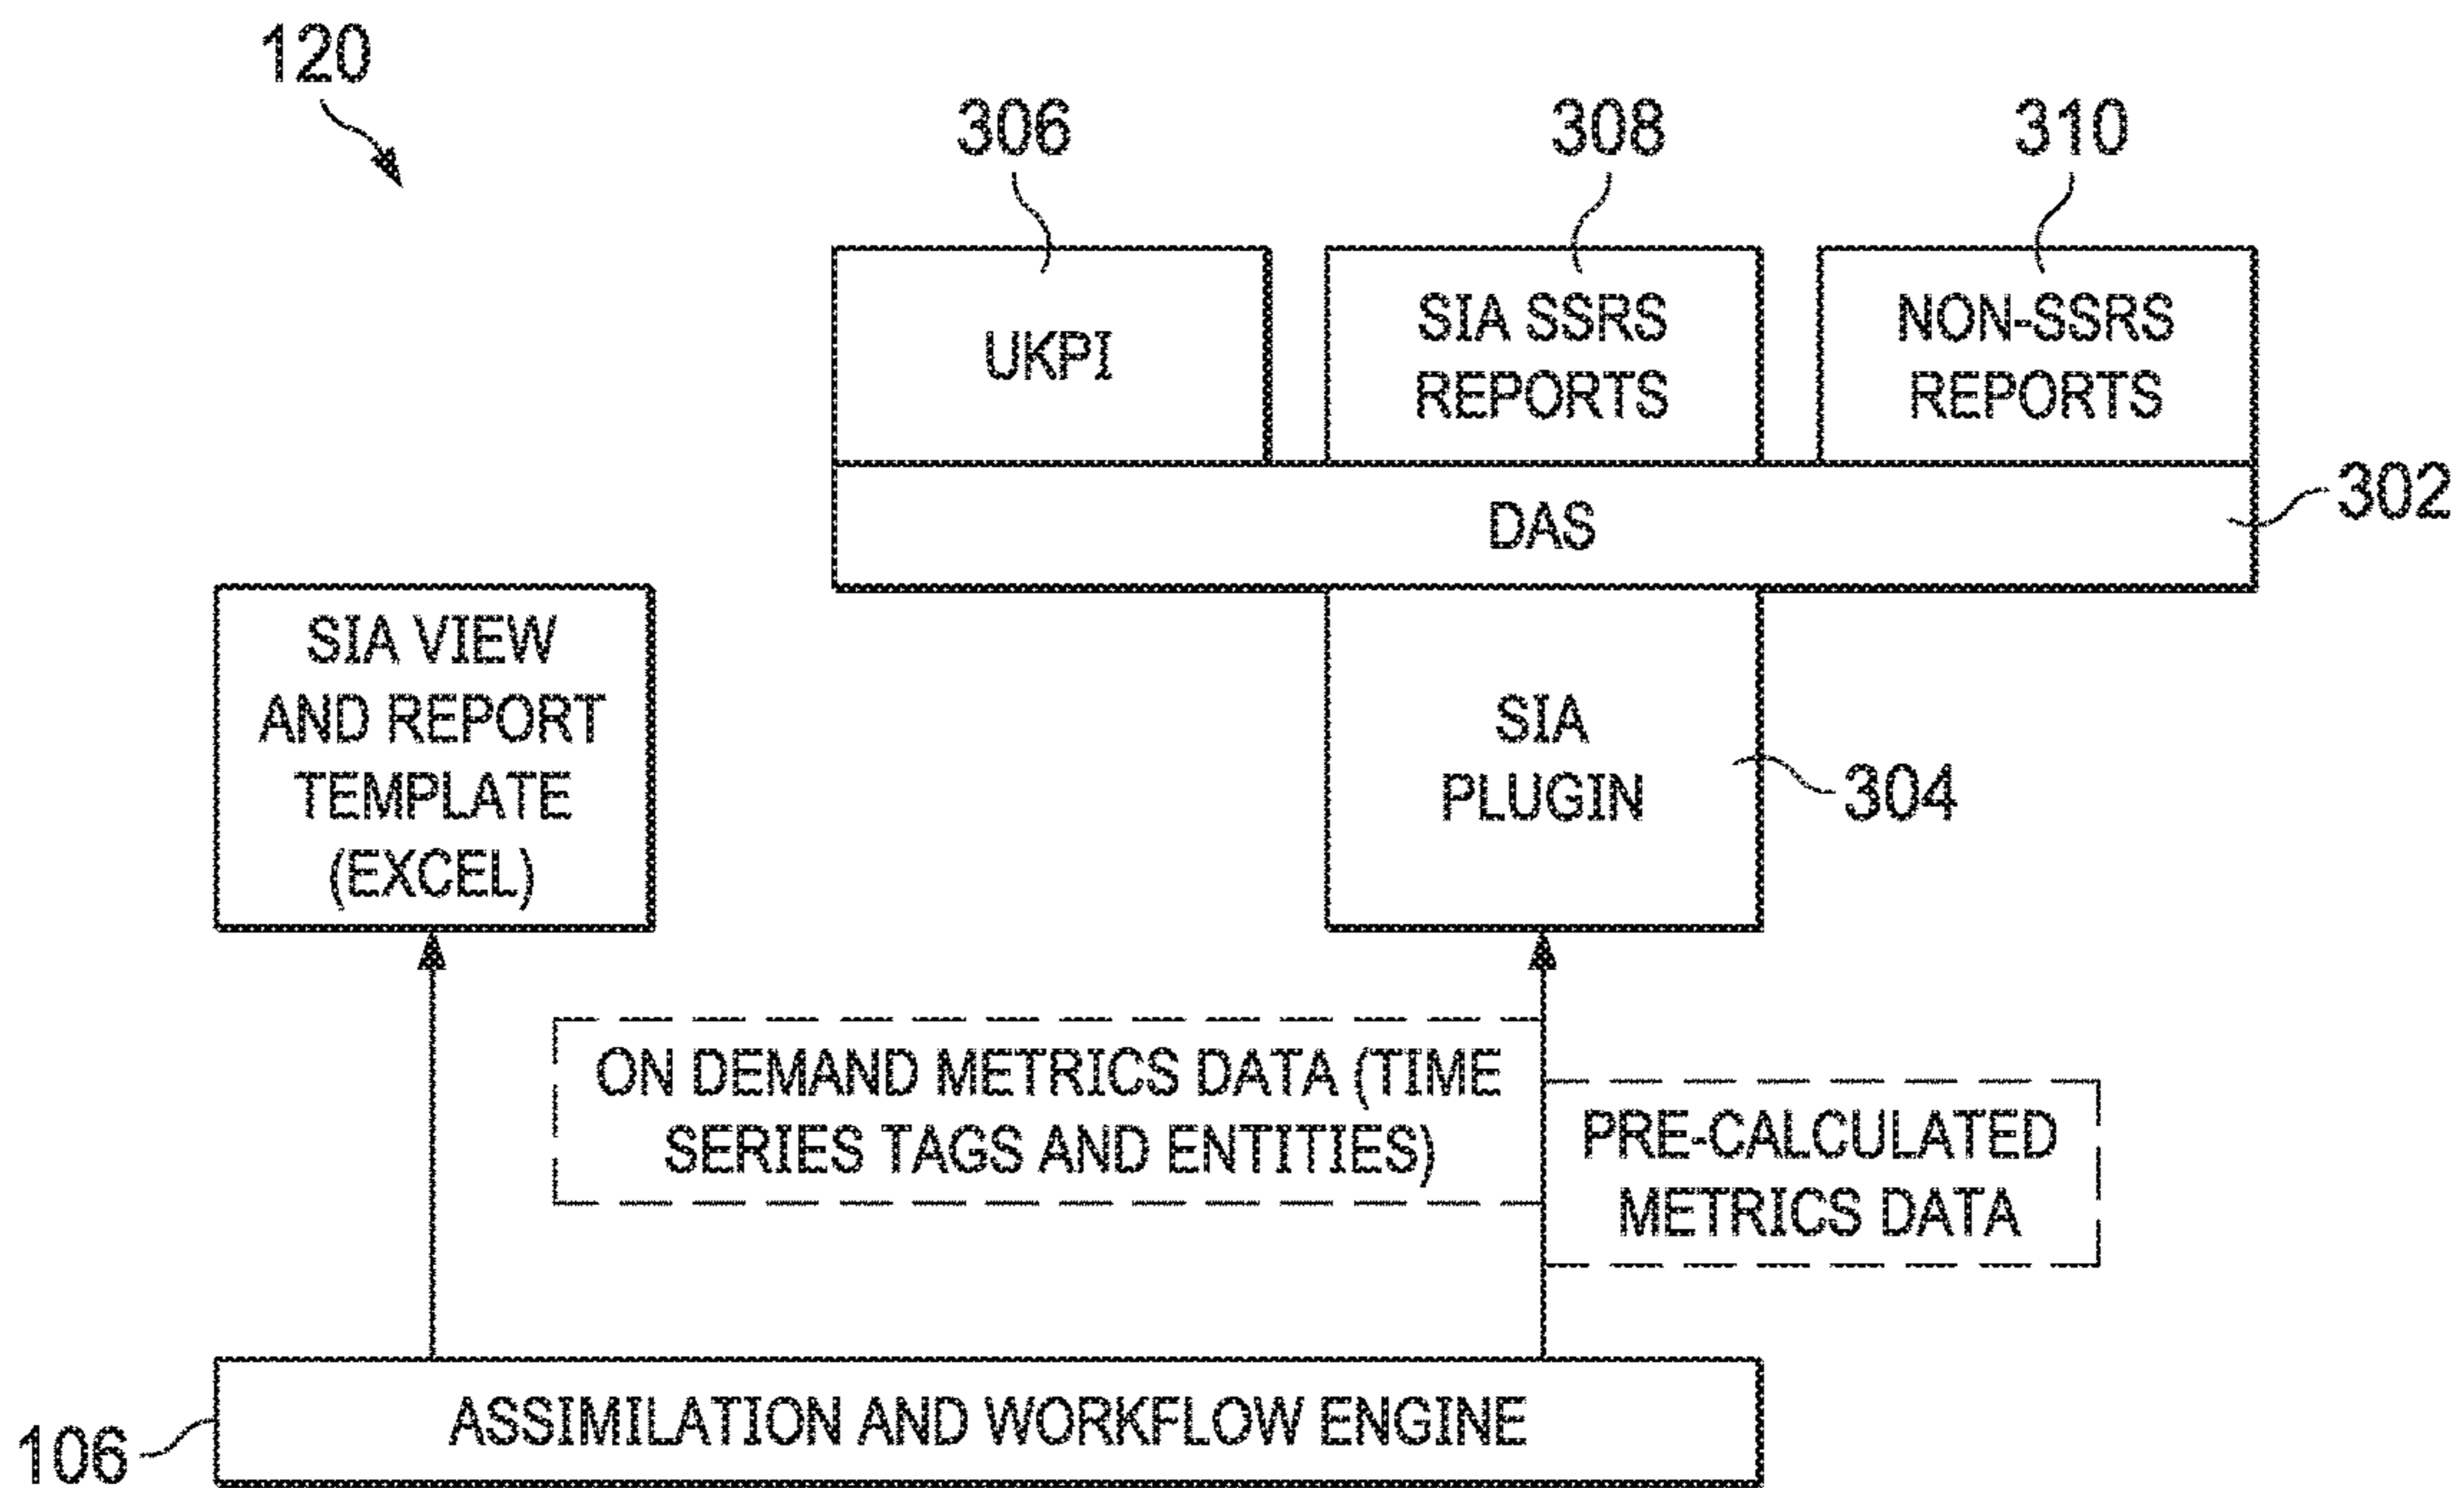 120
306
308
310
UKPI
SIA SSRS
REPORTS
NON-SSRS
REPORTS
DAS
302
SIA VIEW
AND REPORT
TEMPLATE
(EXCEL)
SIA
PLUGIN
304
ON DEMAND METRICS DATA (TIME
SERIES TAGS AND ENTITIES)
PRE-CALCULATED
METRICS DATA
ASSIMILATION AND WORKFLOW ENGINE
106